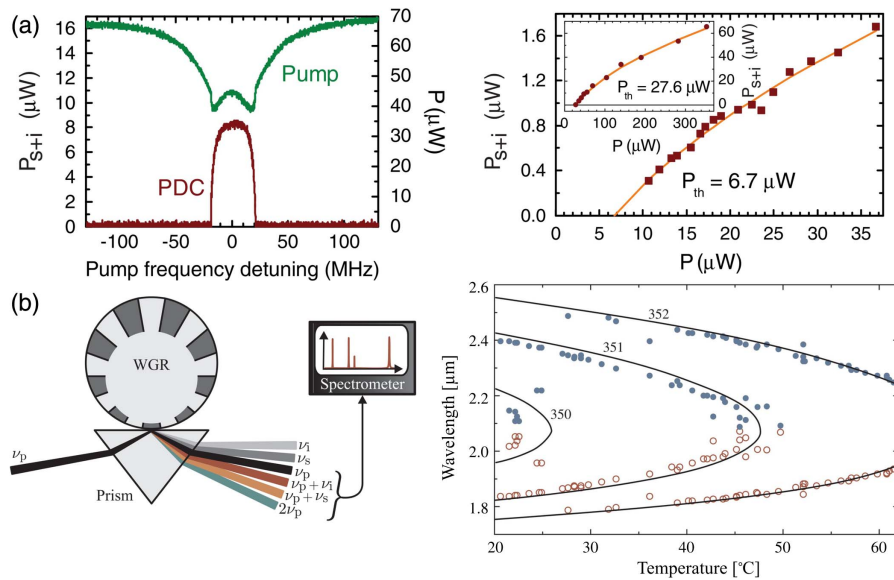 (a)
16
14
12
10
8
6
4
2
0
P_S+i (μW)
Pump
PDC
70
60
50
40
30
20
10
0
P (μW)
-100 -50 0 50 100
Pump frequency detuning (MHz)
1.6
1.2
0.8
0.4
0.0
P_S+i (μW)
60
40
20
0
P_S+i (μW)
P_th = 27.6 μW
0 100 200 300
P (μW)
P_th = 6.7 μW
0 5 10 15 20 25 30 35
P (μW)
(b)
WGR
Spectrometer
ν_p
Prism
ν_i
ν_s
ν_p
ν_p + ν_i
ν_p + ν_s
2ν_p
2.6
2.4
2.2
2.0
1.8
1.7
Wavelength [μm]
352
351
350
20 30 40 50 60
Temperature [°C]